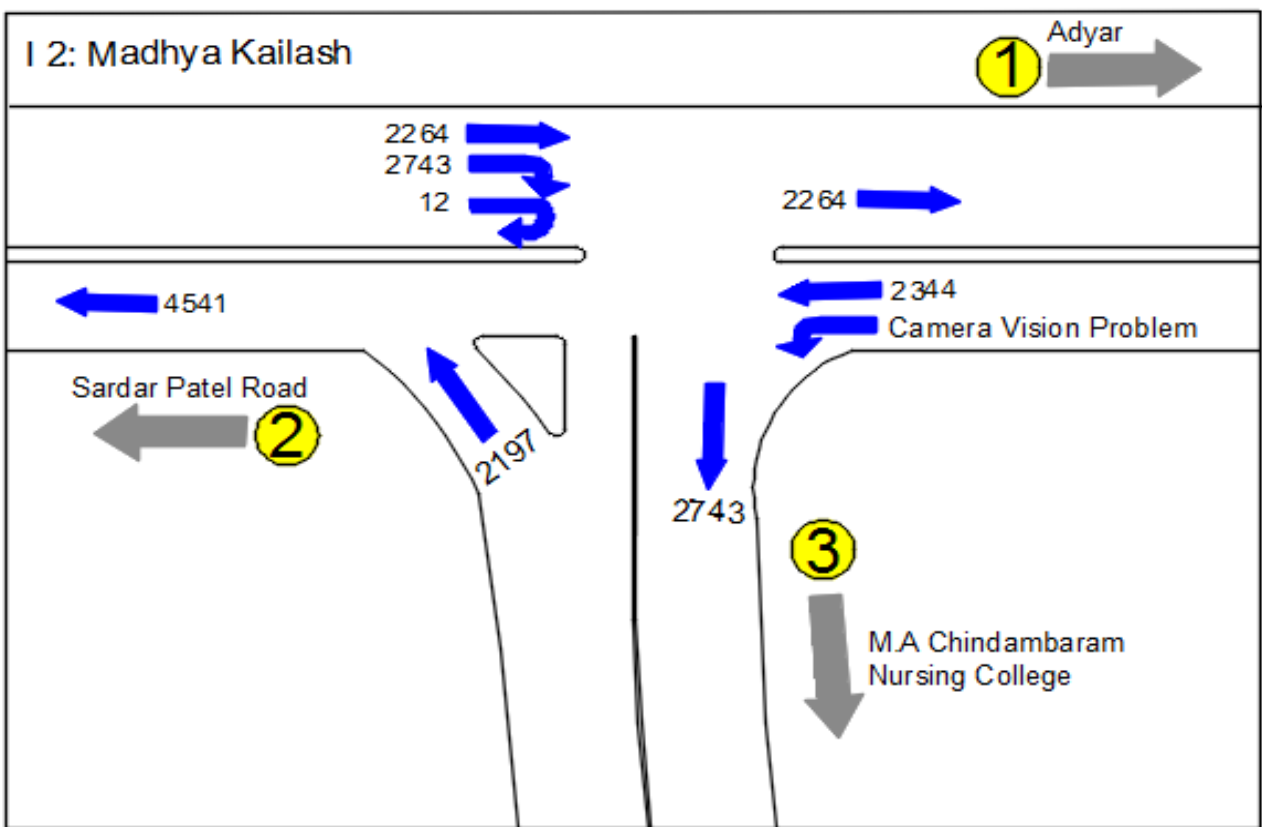 I 2: Madhya Kailash
Adyar
1
2264
2743
12
2264
4541
2344
Camera Vision Problem
Sardar Patel Road
2
2197
2743
3
M.A Chindambaram
Nursing College